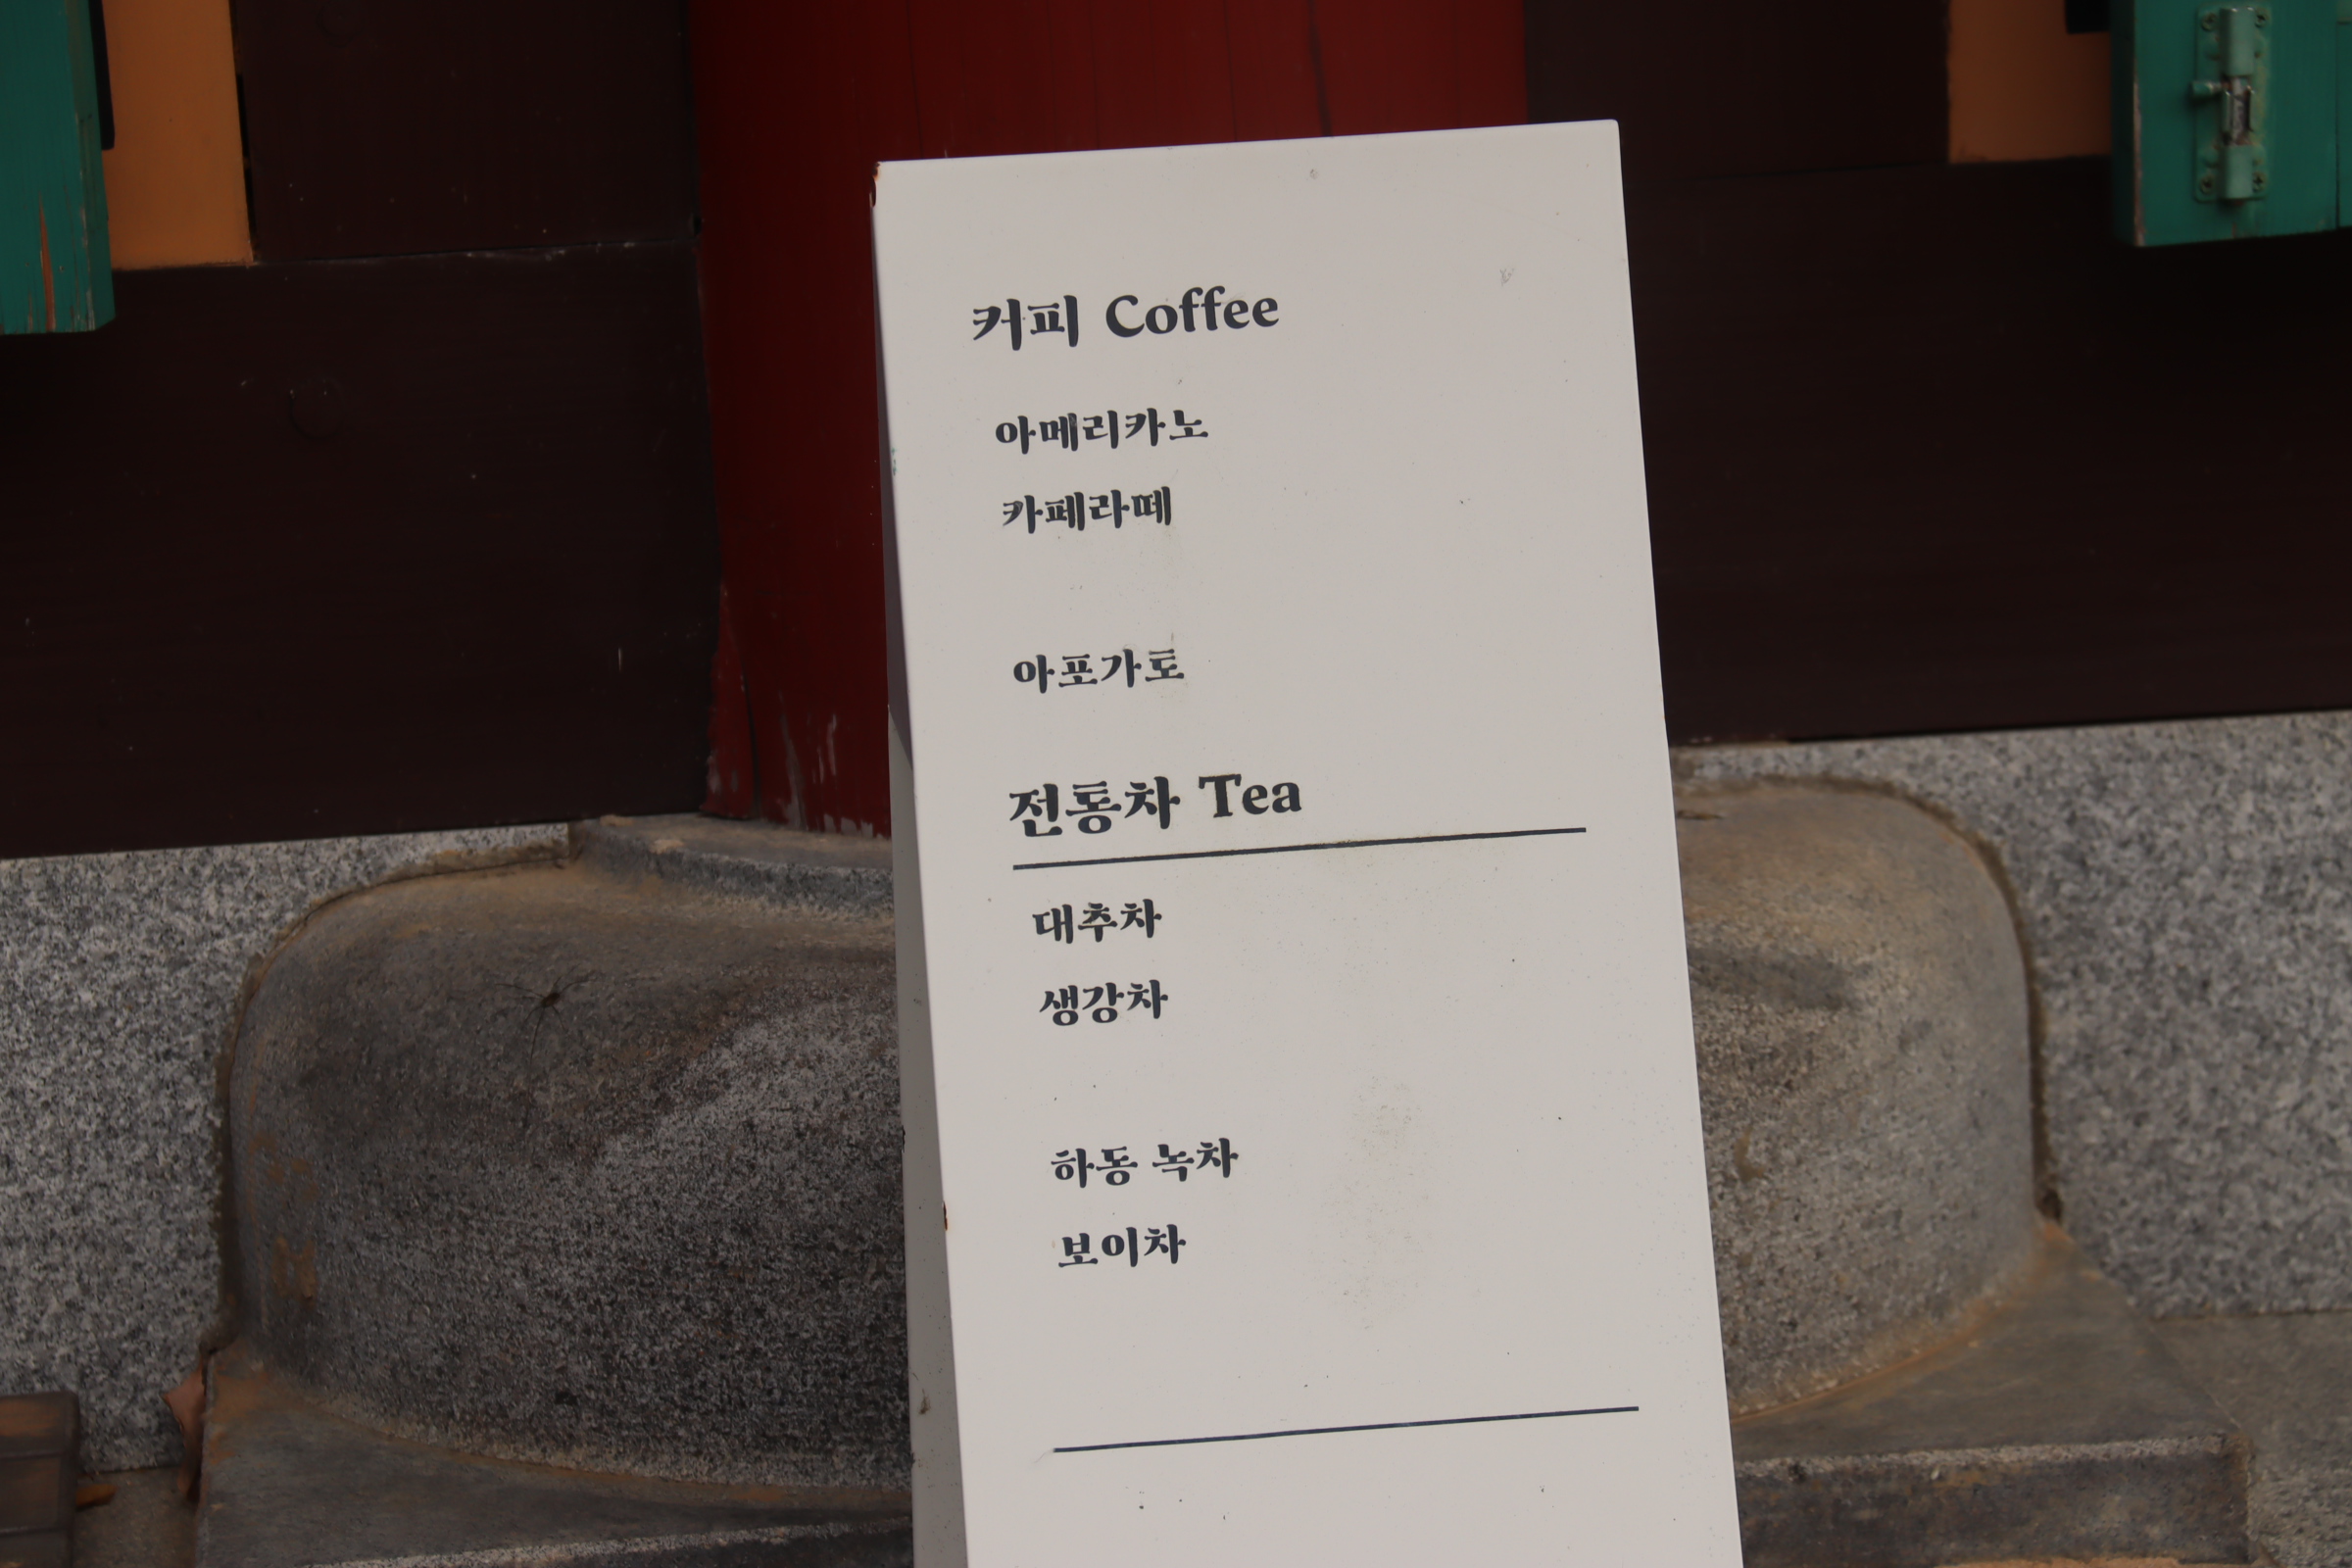 커피 Coffee
아메리카노
카페라떼
아포가토
전통차 Tea
대추차
생강차
하동 녹차
보이차